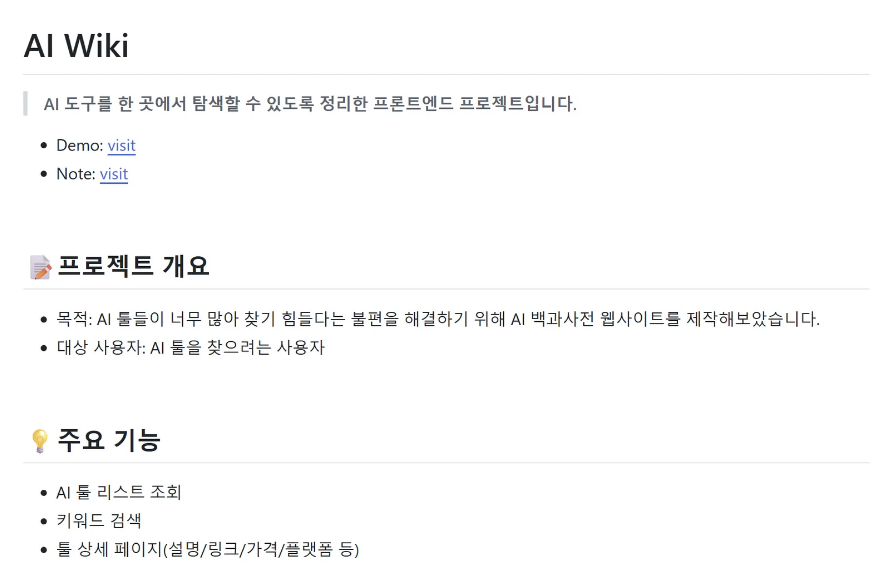 AI Wiki
AI 도구를 한 곳에서 탐색할 수 있도록 정리한 프론트엔드 프로젝트입니다.
Demo: visit
Note: visit
📝 프로젝트 개요
목적: AI 툴들이 너무 많아 찾기 힘들다는 불편을 해결하기 위해 AI 백과사전 웹사이트를 제작해보았습니다.
대상 사용자: AI 툴을 찾으려는 사용자
💡 주요 기능
AI 툴 리스트 조회
키워드 검색
툴 상세 페이지(설명/링크/가격/플랫폼 등)